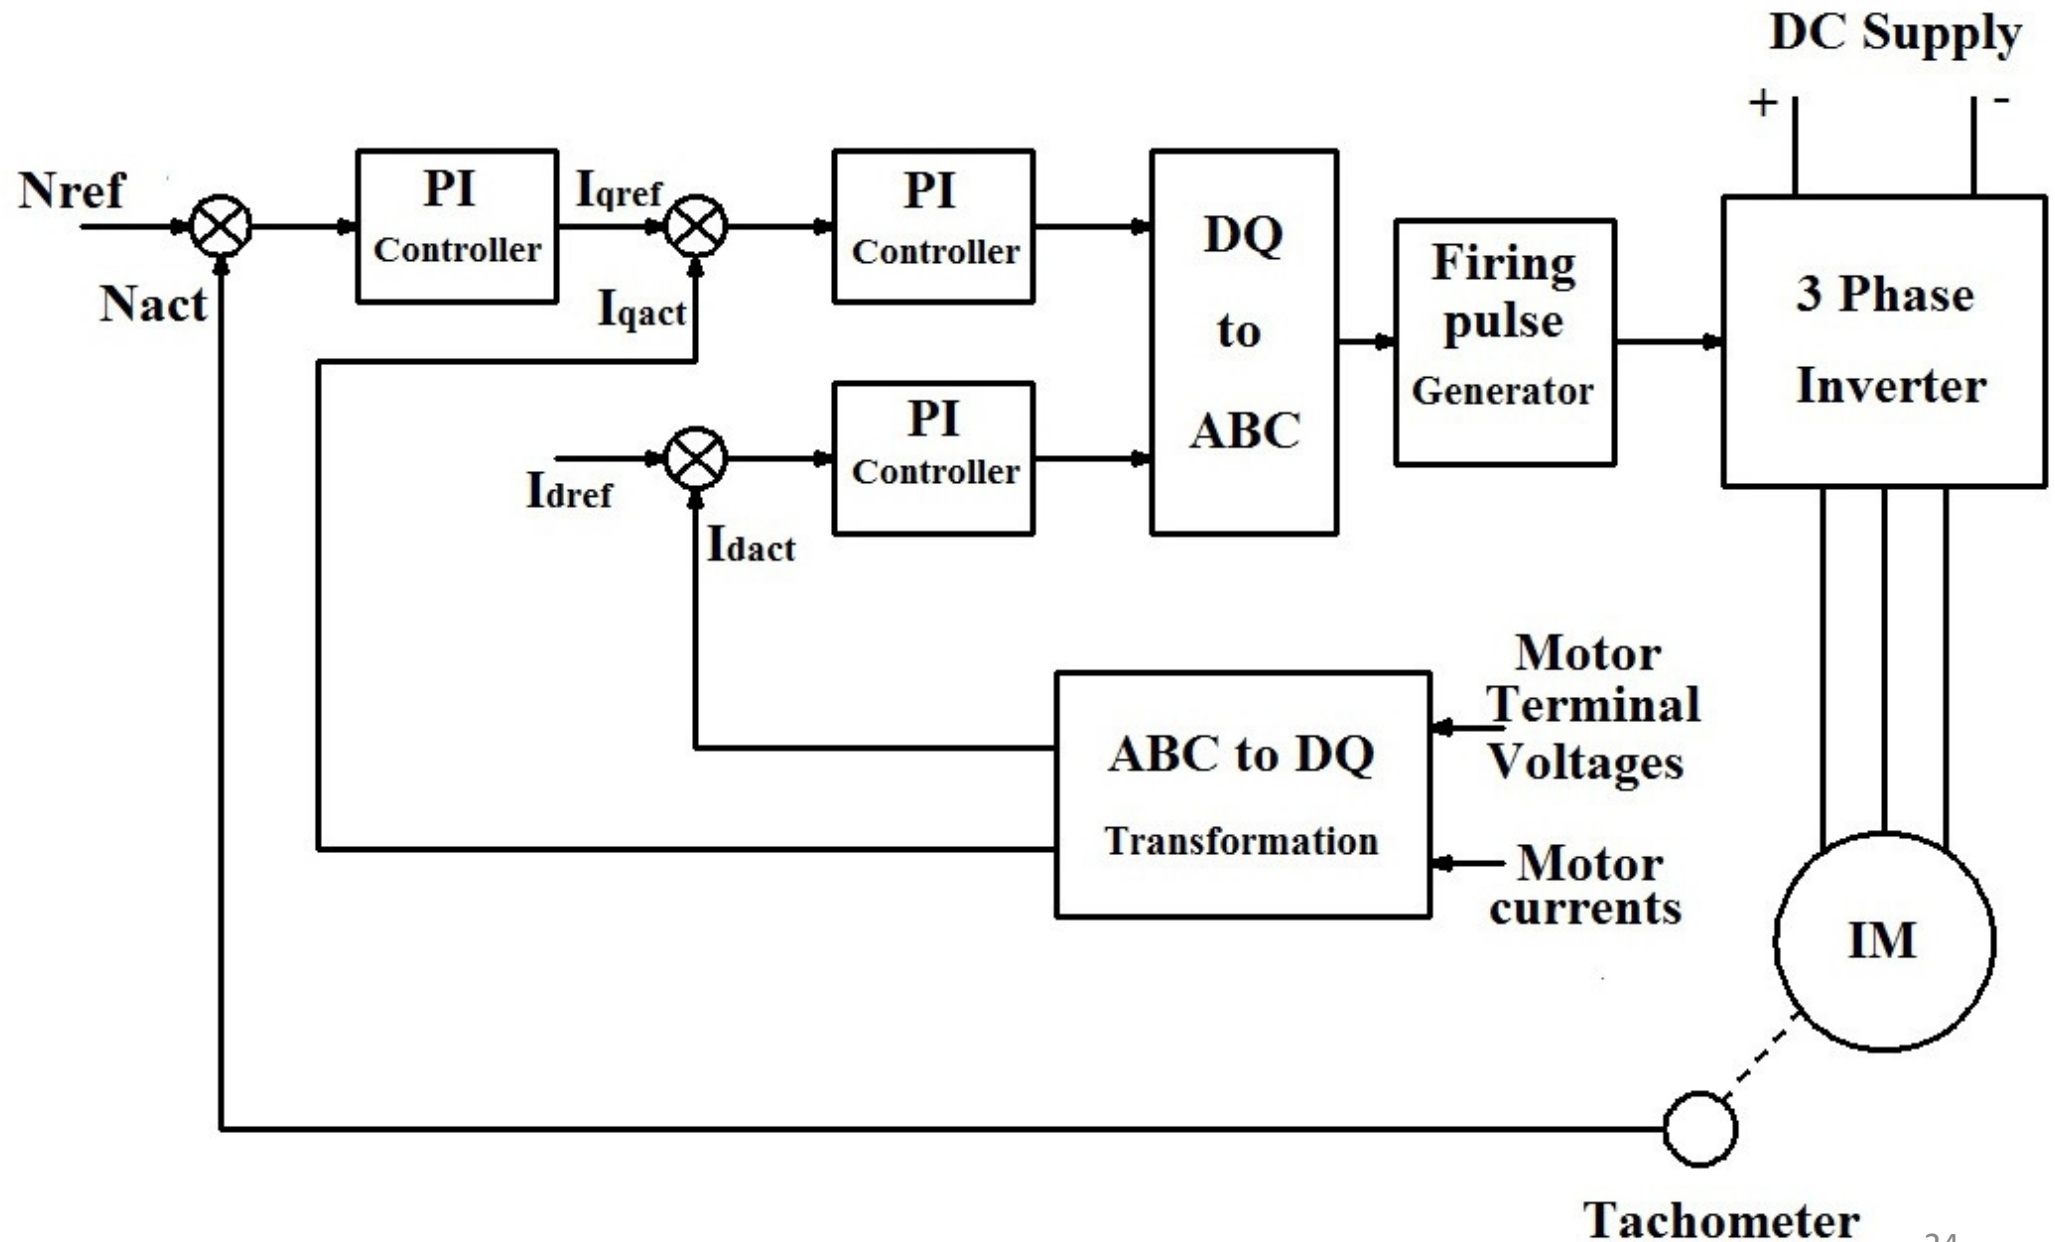 DC Supply
+ -
Nref
PI
Controller
Iqref
PI
Controller
DQ
to
ABC
Firing
pulse
Generator
3 Phase
Inverter
Nact
Iqact
PI
Controller
Idref
Idact
Motor
Terminal
Voltages
ABC to DQ
Transformation
Motor
currents
IM
Tachometer